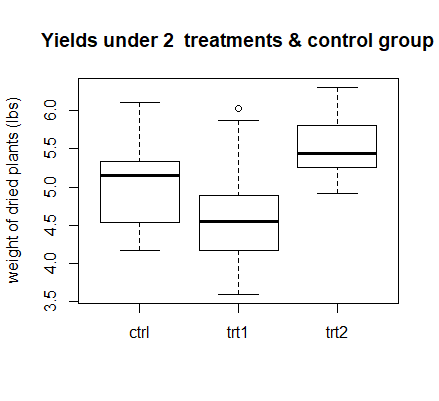 Yields under 2  treatments & control group
weight of dried plants (lbs)
6.0
5.5
5.0
4.5
4.0
3.5
ctrl trt1 trt2